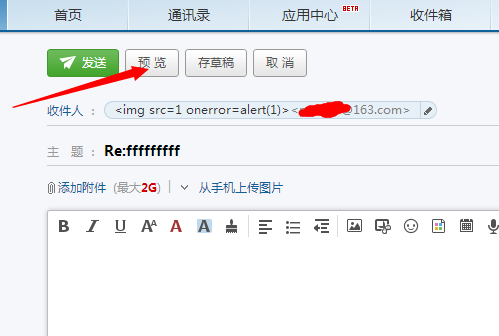 首页 通讯录 应用中心 BETA 收件箱
发送 预 览 存草稿 取 消
收件人： <img src=1 onerror=alert(1)> @163.com>
主 题： Re:fffffffff
添加附件 (最大2G) | 从手机上传图片
B I U AA A A